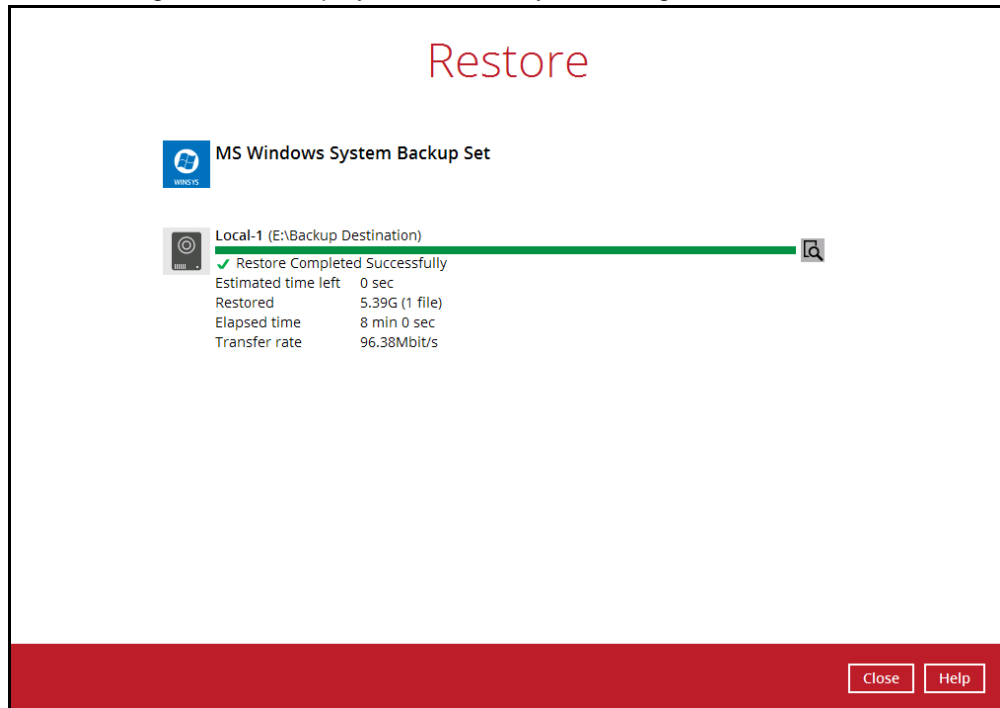 Restore
MS Windows System Backup Set
WINSYS
Local-1 (E:\Backup Destination)
Restore Completed Successfully
Estimated time left 0 sec
Restored 5.39G (1 file)
Elapsed time 8 min 0 sec
Transfer rate 96.38Mbit/s
Close Help